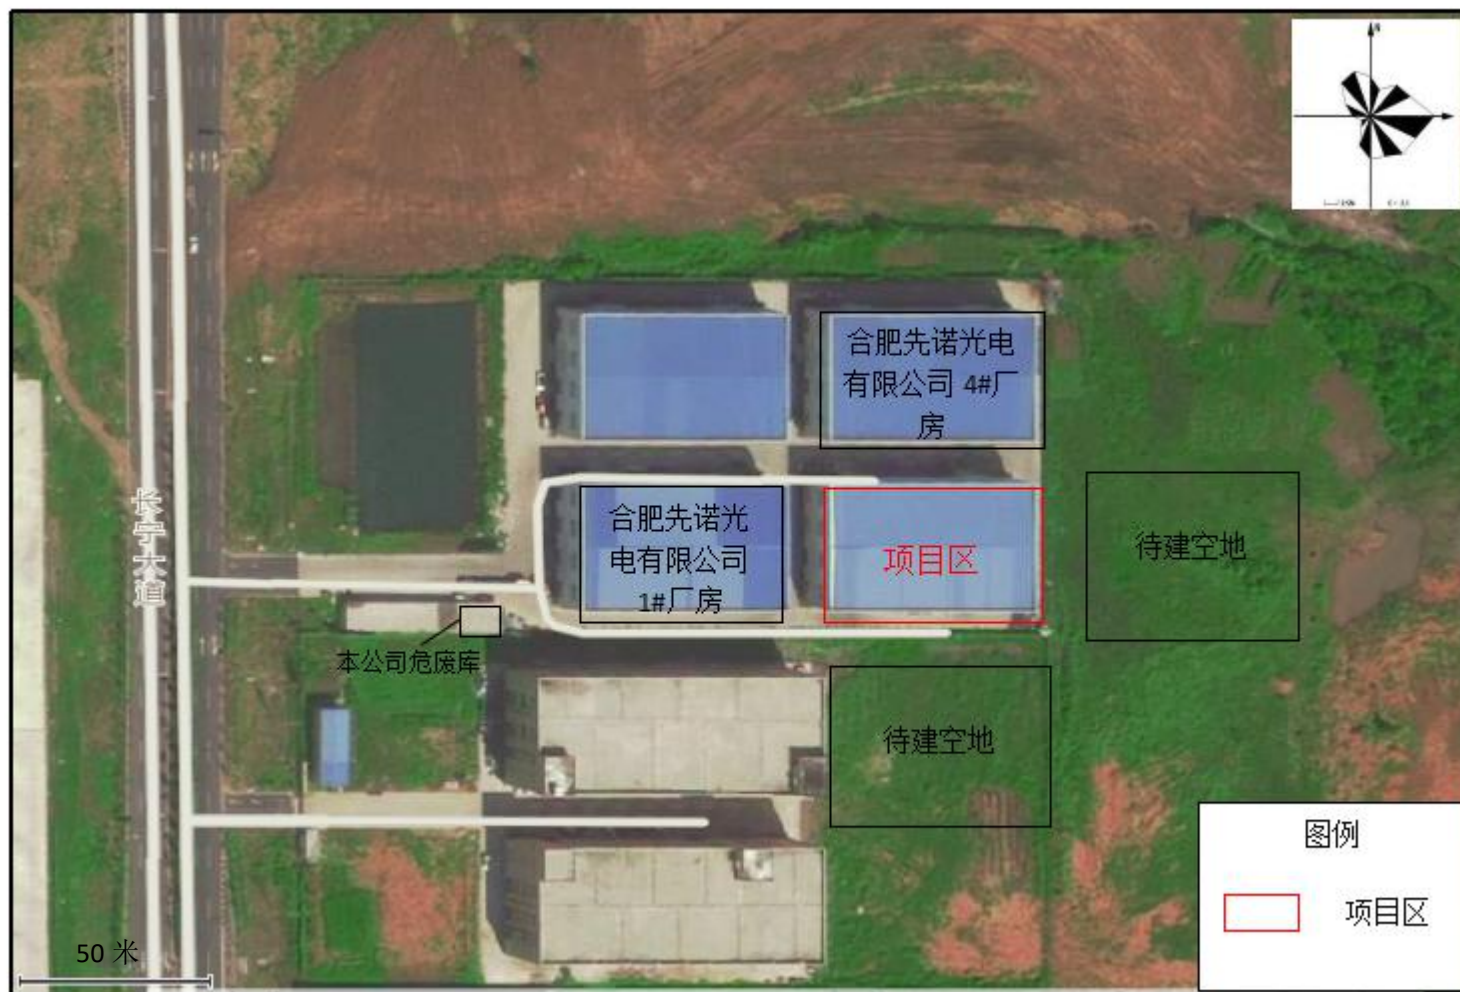 合肥先诺光电
有限公司 4#厂
房
合肥先诺光
电有限公司
1#厂房
项目区
待建空地
长宁大道
本公司危废库
待建空地
图例
项目区
50 米